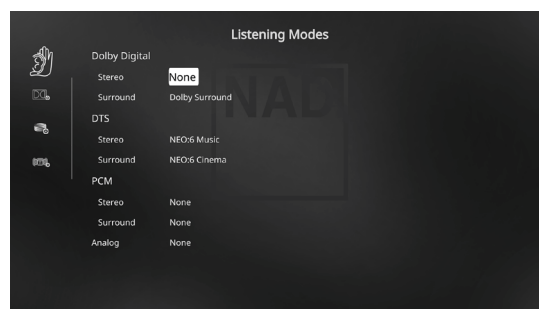 Listening Modes
Dolby Digital
Stereo None
Surround Dolby Surround
DTS
Stereo NEO:6 Music
Surround NEO:6 Cinema
PCM
Stereo None
Surround None
Analog None
NAD